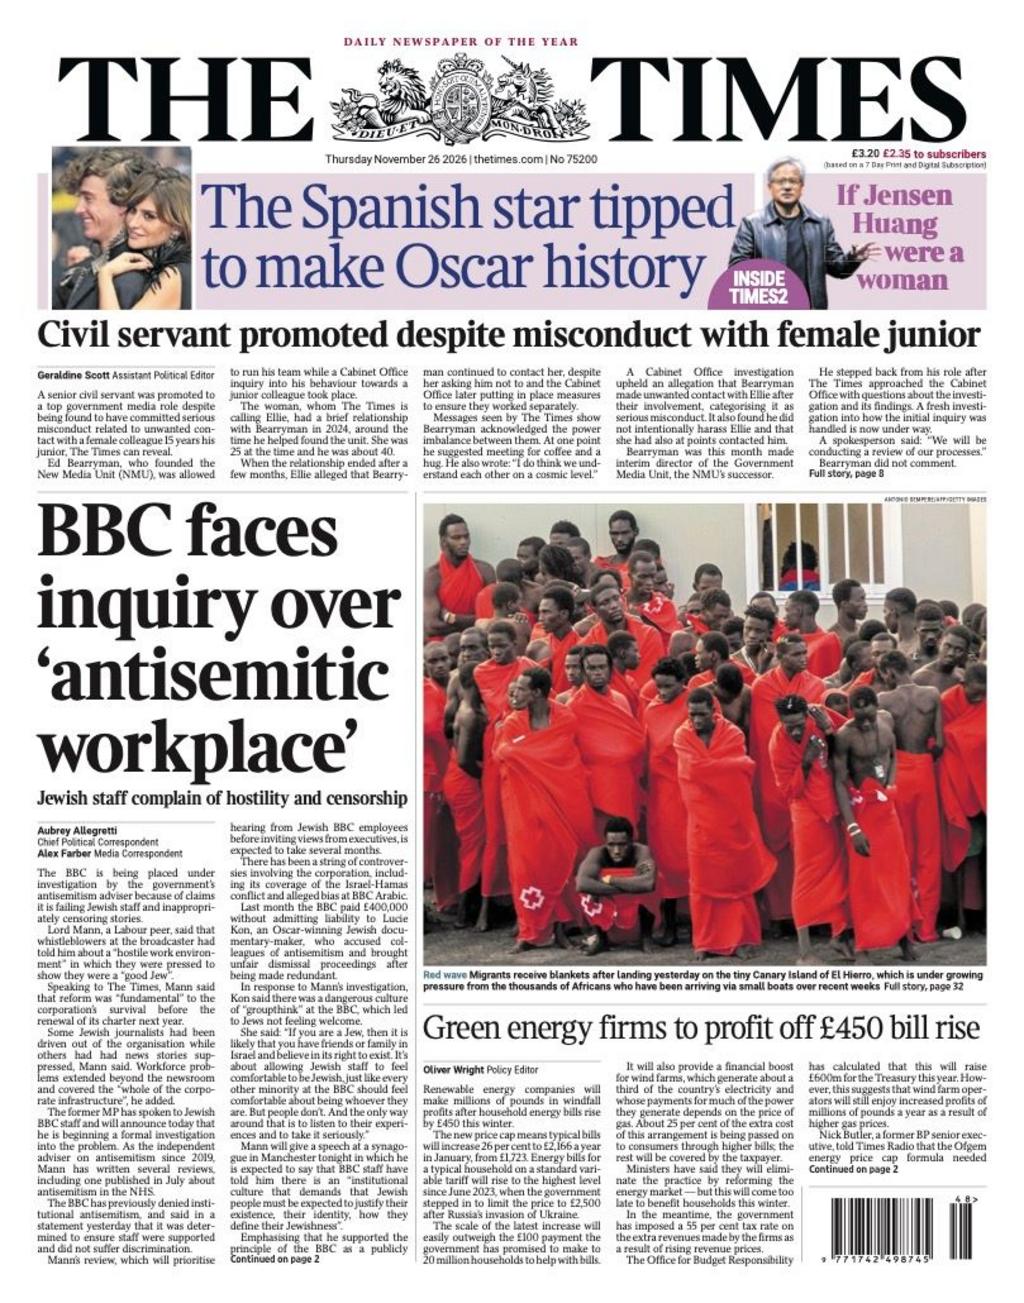 DAILY NEWSPAPER OF THE YEAR
THE TIMES
DIEU·ET MON·DROIT
Thursday November 26 2026 | thetimes.com | No 75200
£3.20 £2.35 to subscribers
(based on a 7 Day Print and Digital Subscription)
The Spanish star tipped
to make Oscar history
INSIDE
TIMES2
If Jensen
Huang
were a
woman
Civil servant promoted despite misconduct with female junior
Geraldine Scott Assistant Political Editor
A senior civil servant was promoted to
a top government media role despite
being found to have committed serious
misconduct related to unwanted con-
tact with a female colleague 15 years his
junior, The Times can reveal.
Ed Bearryman, who founded the
New Media Unit (NMU), was allowed
to run his team while a Cabinet Office
inquiry into his behaviour towards a
junior colleague took place.
The woman, whom The Times is
calling Ellie, had a brief relationship
with Bearryman in 2024, around the
time he helped found the unit. She was
25 at the time and he was about 40.
When the relationship ended after a
few months, Ellie alleged that Bearry-
man continued to contact her, despite
her asking him not to and the Cabinet
Office later putting in place measures
to ensure they worked separately.
Messages seen by The Times show
Bearryman acknowledged the power
imbalance between them. At one point
he suggested meeting for coffee and a
hug. He also wrote: “I do think we und-
erstand each other on a cosmic level.”
A Cabinet Office investigation
upheld an allegation that Bearryman
made unwanted contact with Ellie after
their involvement, categorising it as
serious misconduct. It also found he did
not intentionally harass Ellie and that
she had also at points contacted him.
Bearryman was this month made
interim director of the Government
Media Unit, the NMU’s successor.
He stepped back from his role after
The Times approached the Cabinet
Office with questions about the investi-
gation and its findings. A fresh investi-
gation into how the initial inquiry was
handled is now under way.
A spokesperson said: “We will be
conducting a review of our processes.”
Bearryman did not comment.
Full story, page 8
BBC faces
inquiry over
‘antisemitic
workplace’
Jewish staff complain of hostility and censorship
Aubrey Allegretti
Chief Political Correspondent
Alex Farber Media Correspondent
The BBC is being placed under
investigation by the government’s
antisemitism adviser because of claims
it is failing Jewish staff and inappropri-
ately censoring stories.
Lord Mann, a Labour peer, said that
whistleblowers at the broadcaster had
told him about a “hostile work environ-
ment” in which they were pressed to
show they were a “good Jew”.
Speaking to The Times, Mann said
that reform was “fundamental” to the
corporation’s survival before the
renewal of its charter next year.
Some Jewish journalists had been
driven out of the organisation while
others had had news stories sup-
pressed, Mann said. Workforce prob-
lems extended beyond the newsroom
and covered the “whole of the corpo-
rate infrastructure”, he added.
The former MP has spoken to Jewish
BBC staff and will announce today that
he is beginning a formal investigation
into the problem. As the independent
adviser on antisemitism since 2019,
Mann has written several reviews,
including one published in July about
antisemitism in the NHS.
The BBC has previously denied insti-
tutional antisemitism, and said in a
statement yesterday that it was deter-
mined to ensure staff were supported
and did not suffer discrimination.
Mann’s review, which will prioritise
hearing from Jewish BBC employees
before inviting views from executives, is
expected to take several months.
There has been a string of controver-
sies involving the corporation, includ-
ing its coverage of the Israel-Hamas
conflict and alleged bias at BBC Arabic.
Last month the BBC paid £400,000
without admitting liability to Lucie
Kon, an Oscar-winning Jewish docu-
mentary-maker, who accused col-
leagues of antisemitism and brought
unfair dismissal proceedings after
being made redundant.
In response to Mann’s investigation,
Kon said there was a dangerous culture
of “groupthink” at the BBC, which led
to Jews not feeling welcome.
She said: “If you are a Jew, then it is
likely that you have friends or family in
Israel and believe in its right to exist. It’s
about allowing Jewish staff to feel
comfortable to be Jewish, just like every
other minority at the BBC should feel
comfortable about being whoever they
are. But people don’t. And the only way
around that is to listen to their experi-
ences and to take it seriously.”
Mann will give a speech at a synago-
gue in Manchester tonight in which he
is expected to say that BBC staff have
told him there is an “institutional
culture that demands that Jewish
people must be expected to justify their
existence, their identity, how they
define their Jewishness”.
Emphasising that he supported the
principle of the BBC as a publicly
Continued on page 2
ANTONIO SEMPERE/AFP/GETTY IMAGES
Red wave Migrants receive blankets after landing yesterday on the tiny Canary Island of El Hierro, which is under growing
pressure from the thousands of Africans who have been arriving via small boats over recent weeks Full story, page 32
Green energy firms to profit off £450 bill rise
Oliver Wright Policy Editor
Renewable energy companies will
make millions of pounds in windfall
profits after household energy bills rise
by £450 this winter.
The new price cap means typical bills
will increase 26 per cent to £2,166 a year
in January, from £1,723. Energy bills for
a typical household on a standard vari-
able tariff will rise to the highest level
since June 2023, when the government
stepped in to limit the price to £2,500
after Russia’s invasion of Ukraine.
The scale of the latest increase will
easily outweigh the £100 payment the
government has promised to make to
20 million households to help with bills.
It will also provide a financial boost
for wind farms, which generate about a
third of the country’s electricity and
whose payments for much of the power
they generate depends on the price of
gas. About 25 per cent of the extra cost
of this arrangement is being passed on
to consumers through higher bills; the
rest will be covered by the taxpayer.
Ministers have said they will elimi-
nate the practice by reforming the
energy market — but this will come too
late to benefit households this winter.
In the meantime, the government
has imposed a 55 per cent tax rate on
the extra revenues made by the firms as
a result of rising revenue prices.
The Office for Budget Responsibility
has calculated that this will raise
£600m for the Treasury this year. How-
ever, this suggests that wind farm oper-
ators will still enjoy increased profits of
millions of pounds a year as a result of
higher gas prices.
Nick Butler, a former BP senior exec-
utive, told Times Radio that the Ofgem
energy price cap formula needed
Continued on page 2
48>
9 771742 498745